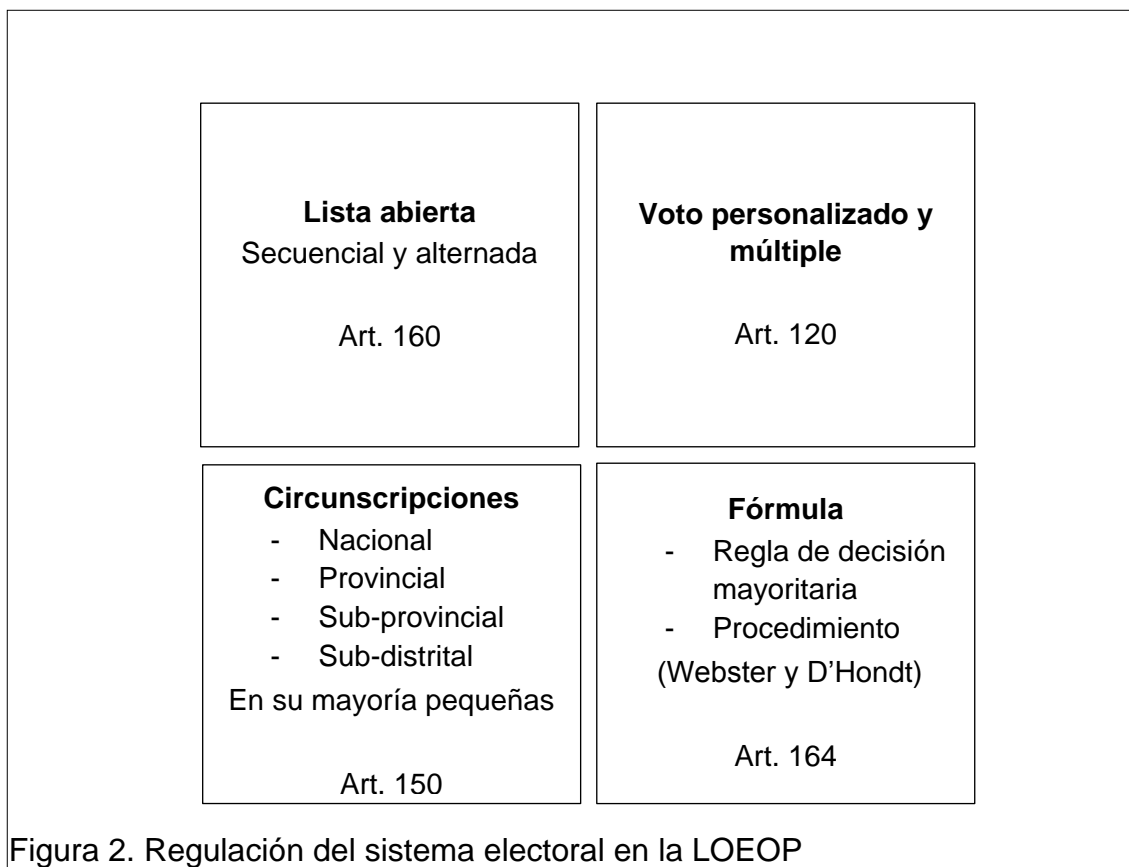 Lista abierta
Secuencial y alternada
Art. 160
Voto personalizado y
múltiple
Art. 120
Circunscripciones
- Nacional
- Provincial
- Sub-provincial
- Sub-distrital
En su mayoría pequeñas
Art. 150
Fórmula
- Regla de decisión
mayoritaria
- Procedimiento
(Webster y D’Hondt)
Art. 164
Figura 2. Regulación del sistema electoral en la LOEOP